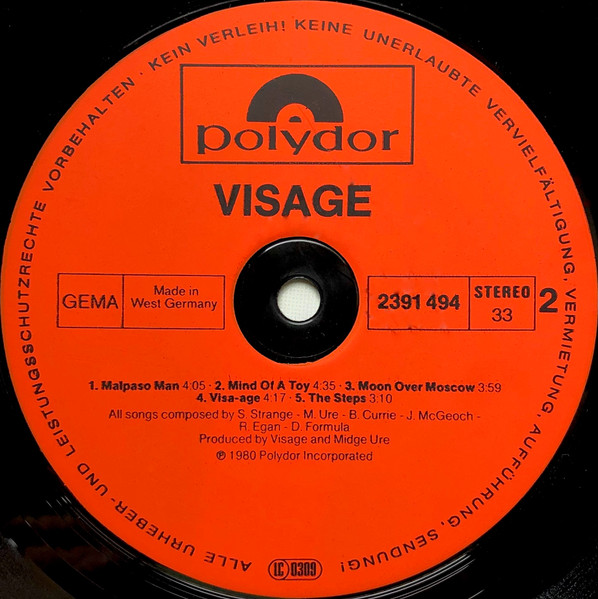 polydor
VISAGE
GEMA
Made in
West Germany
2391 494
STEREO
33
2
1. Malpaso Man 4:05 · 2. Mind Of A Toy 4:35 · 3. Moon Over Moscow 3:59
4. Visa-age 4:17 · 5. The Steps 3:10
All songs composed by S. Strange - M. Ure - B. Currie - J. McGeoch -
R. Egan - D. Formula
Produced by Visage and Midge Ure
℗ 1980 Polydor Incorporated
ALLE URHEBER- UND LEISTUNGSSCHUTZRECHTE VORBEHALTEN · KEIN VERLEIH! KEINE UNERLAUBTE VERVIELFÄLTIGUNG, VERMIETUNG, AUFFÜHRUNG, SENDUNG!
LC 0309